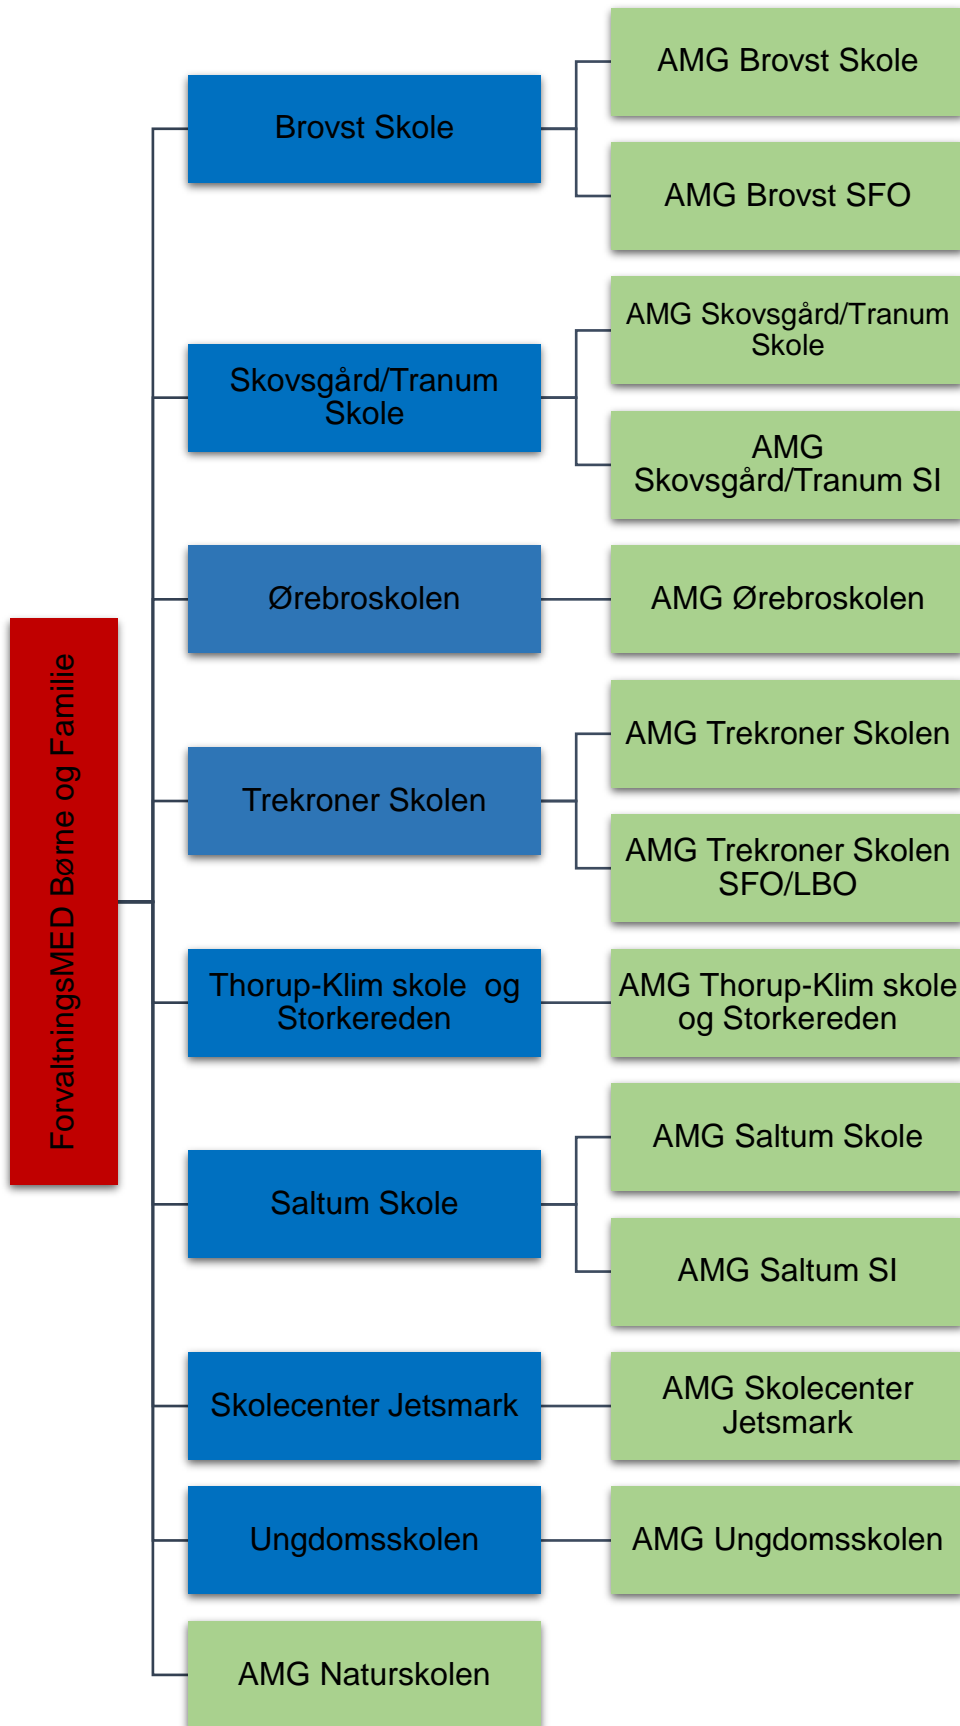 ForvaltningsMED Børne og Familie
Brovst Skole
AMG Brovst Skole
AMG Brovst SFO
Skovsgård/Tranum
Skole
AMG Skovsgård/Tranum
Skole
AMG
Skovsgård/Tranum SI
Ørebroskolen
AMG Ørebroskolen
Trekroner Skolen
AMG Trekroner Skolen
AMG Trekroner Skolen
SFO/LBO
Thorup-Klim skole  og
Storkereden
AMG Thorup-Klim skole
og Storkereden
Saltum Skole
AMG Saltum Skole
AMG Saltum SI
Skolecenter Jetsmark
AMG Skolecenter
Jetsmark
Ungdomsskolen
AMG Ungdomsskolen
AMG Naturskolen